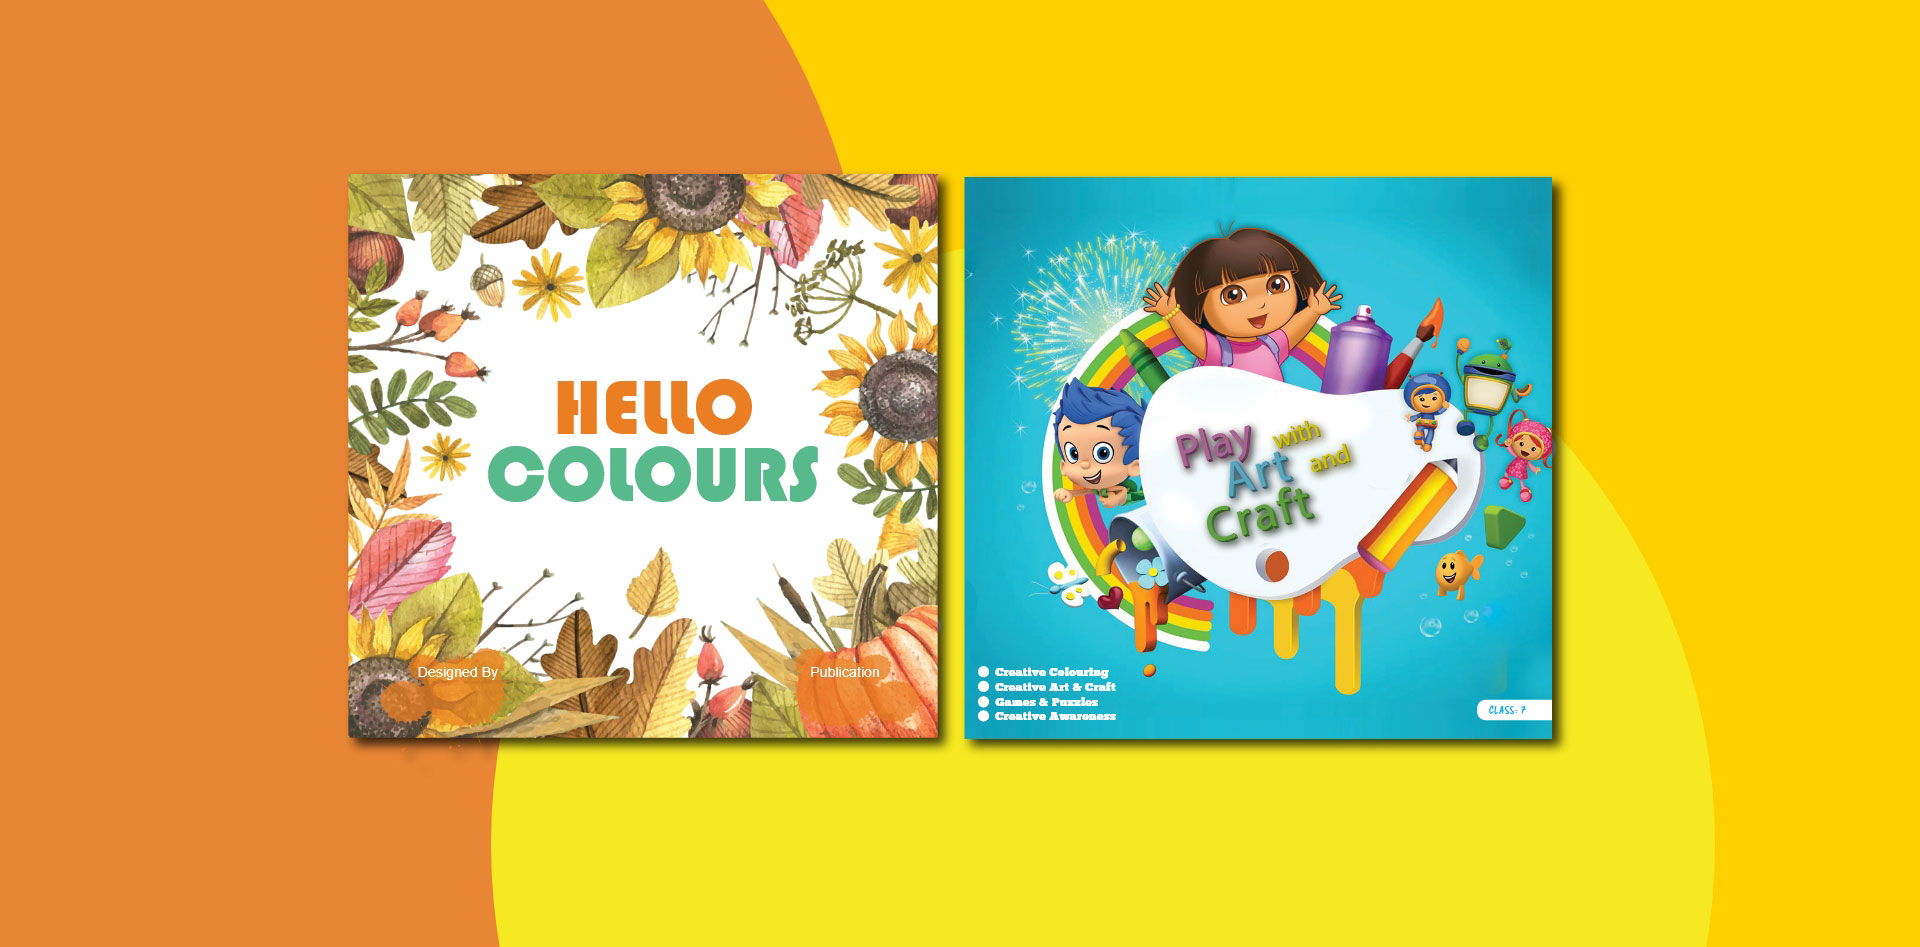 HELLO
COLOURS
Designed By
Publication
Play with
Art and
Craft
Creative Colouring
Creative Art & Craft
Games & Puzzles
Creative Awareness
CLASS: 7